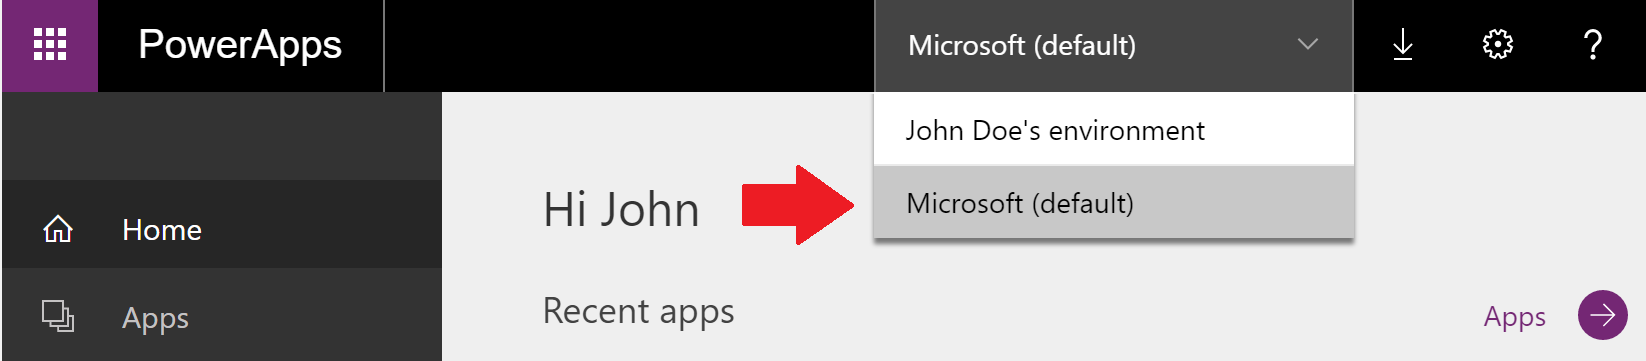 PowerApps
Microsoft (default)
?
John Doe's environment
Microsoft (default)
Hi John
Home
Recent apps
Apps
Apps